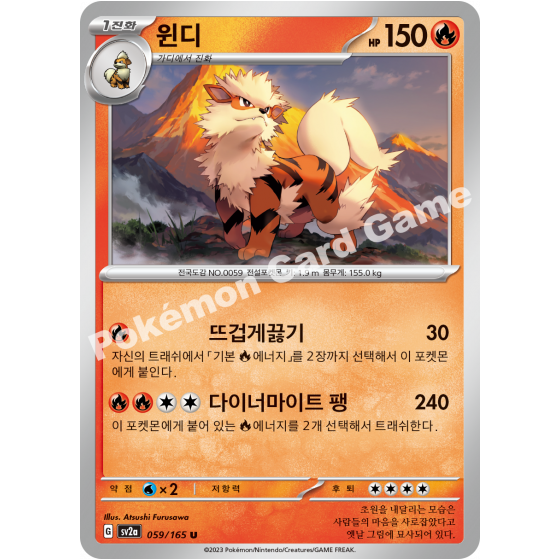 1진화
윈디
HP 150
가디에서 진화
전국도감 NO.0059 전설포켓몬 키: 1.9 m 몸무게: 155.0 kg
Pokémon Card Game
뜨겁게끓기 30
자신의 트래쉬에서 「기본 에너지」를 2장까지 선택해서 이 포켓몬
에게 붙인다.
다이너마이트 팽 240
이 포켓몬에게 붙어 있는 에너지를 2개 선택해서 트래쉬한다.
약점 ×2 저항력 후퇴
Illus. Atsushi Furusawa
G sv2a 059/165 U
초원을 내달리는 모습은
사람들의 마음을 사로잡았으며
옛날 그림에 묘사되어 있다.
©2023 Pokémon/Nintendo/Creatures/GAME FREAK.